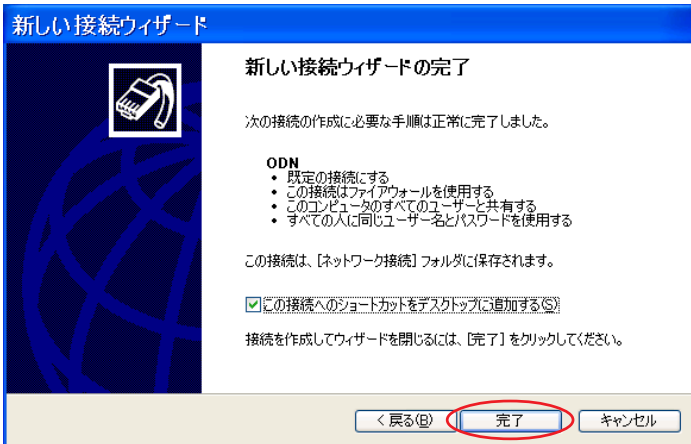 新しい接続ウィザード
新しい接続ウィザードの完了
次の接続の作成に必要な手順は正常に完了しました。
ODN
• 既定の接続にする
• この接続はファイアウォールを使用する
• このコンピュータのすべてのユーザーと共有する
• すべての人に同じユーザー名とパスワードを使用する
この接続は、[ネットワーク接続] フォルダに保存されます。
この接続へのショートカットをデスクトップに追加する(S)
接続を作成してウィザードを閉じるには、[完了] をクリックしてください。
< 戻る(B) 完了 キャンセル